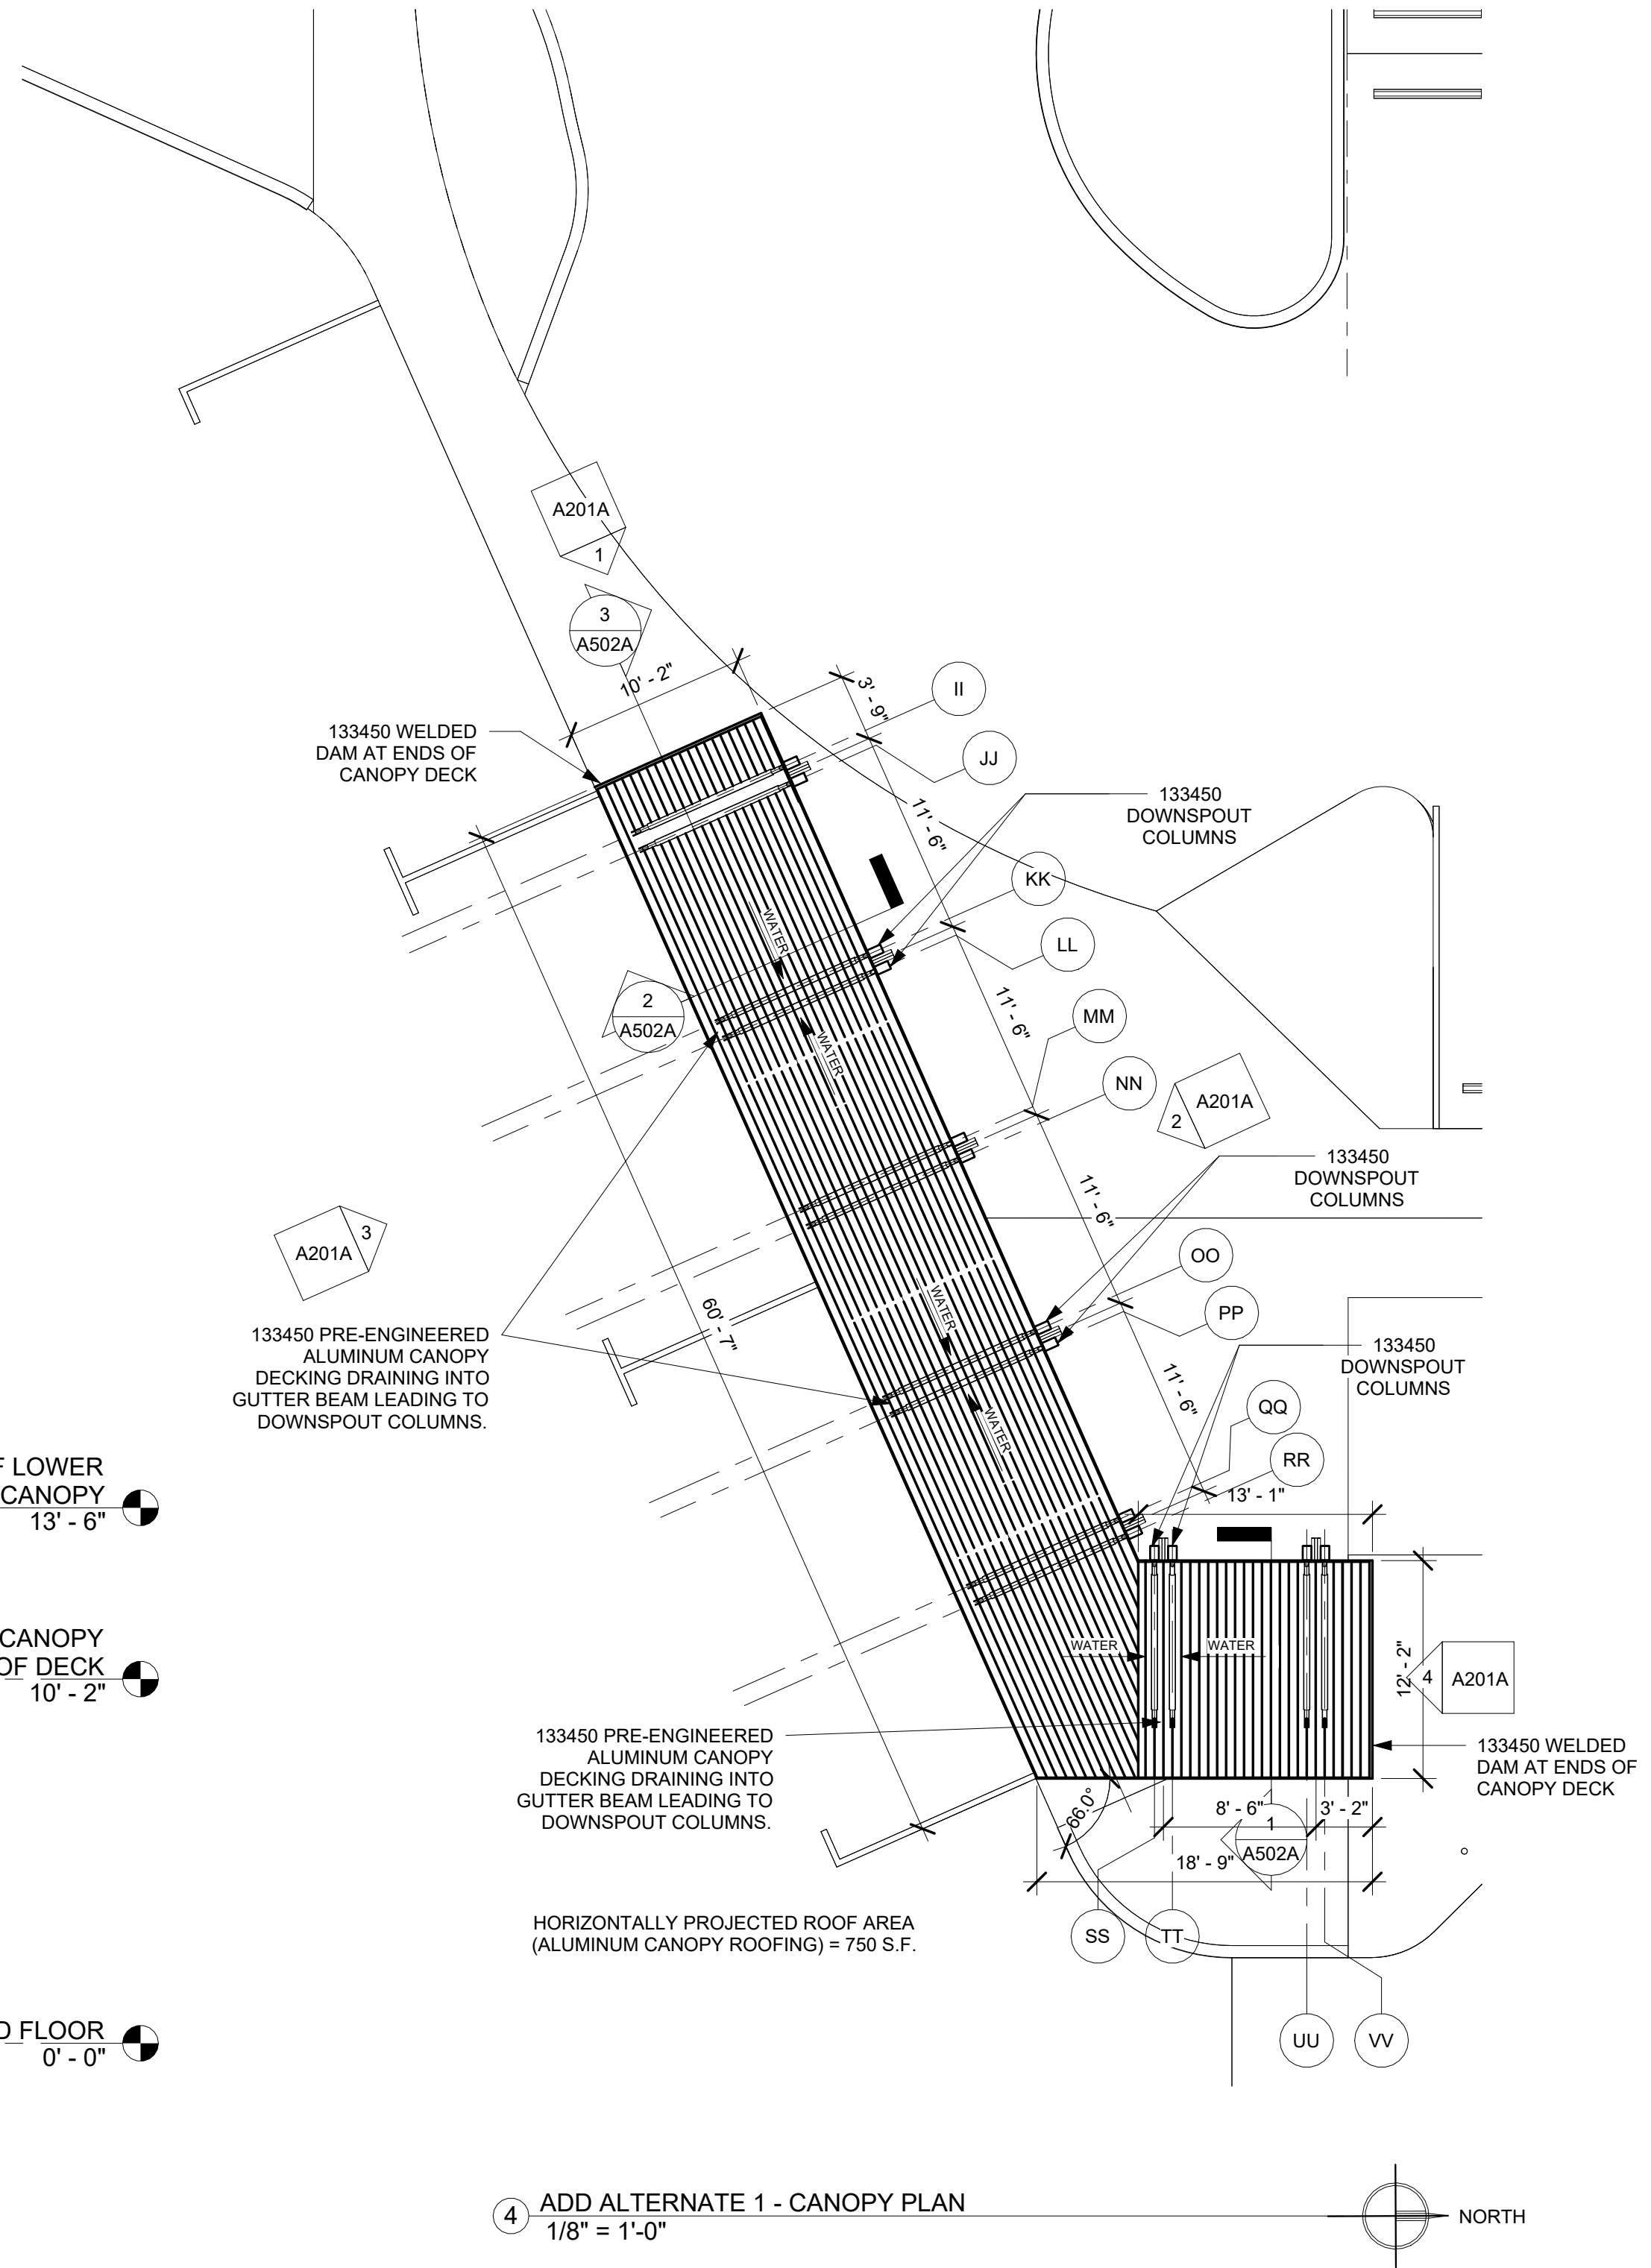 A201A
1
3
A502A
10' - 2"
3' - 9"
II
JJ
133450 WELDED
DAM AT ENDS OF
CANOPY DECK
133450
DOWNSPOUT
COLUMNS
11' - 6"
KK
LL
WATER
2
A502A
11' - 6"
MM
WATER
NN
A201A
2
133450
DOWNSPOUT
COLUMNS
11' - 6"
A201A
3
OO
PP
60' - 7"
WATER
133450 PRE-ENGINEERED
ALUMINUM CANOPY
DECKING DRAINING INTO
GUTTER BEAM LEADING TO
DOWNSPOUT COLUMNS.
133450
DOWNSPOUT
COLUMNS
11' - 6"
QQ
WATER
RR
LOWER
CANOPY
13' - 6"
13' - 1"
CANOPY
OF DECK
10' - 2"
WATER
WATER
12' - 2"
4
A201A
133450 PRE-ENGINEERED
ALUMINUM CANOPY
DECKING DRAINING INTO
GUTTER BEAM LEADING TO
DOWNSPOUT COLUMNS.
133450 WELDED
DAM AT ENDS OF
CANOPY DECK
66.0°
8' - 6"
3' - 2"
1
A502A
18' - 9"
HORIZONTALLY PROJECTED ROOF AREA
(ALUMINUM CANOPY ROOFING) = 750 S.F.
SS
TT
FLOOR
0' - 0"
UU
VV
4
ADD ALTERNATE 1 - CANOPY PLAN
1/8" = 1'-0"
NORTH